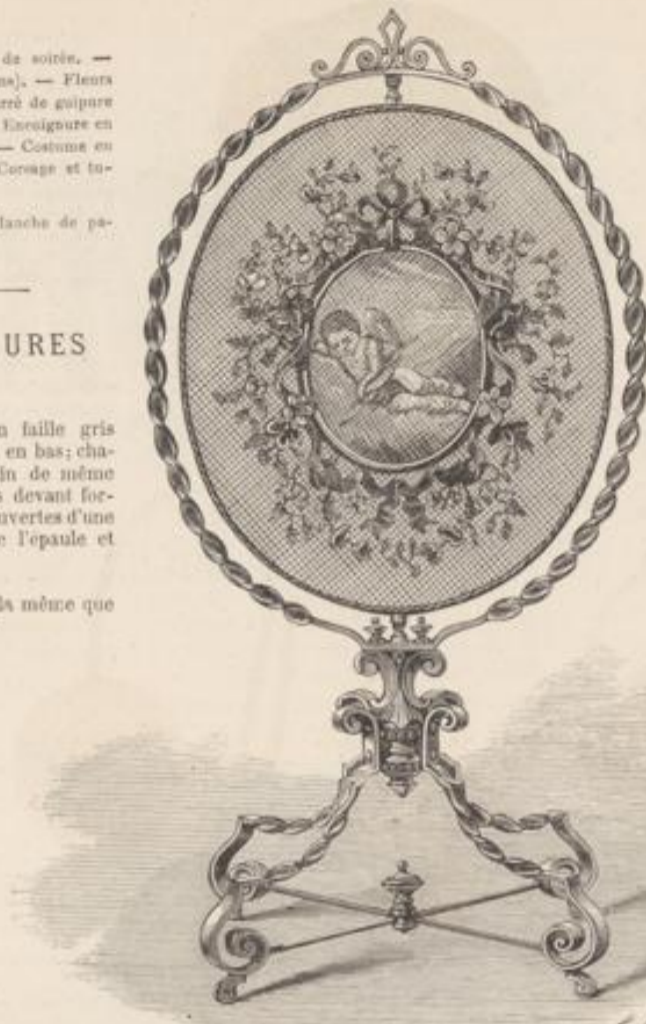 de soirée. —
ns). — Fleurs
rré de guipure
Encoignure en
— Costume en
Corsage et tu-
lanche de pa-
URES
n faille gris
en bas; cha-
in de même
s devant for-
uvertes d'une
e l'épaule et
la même que